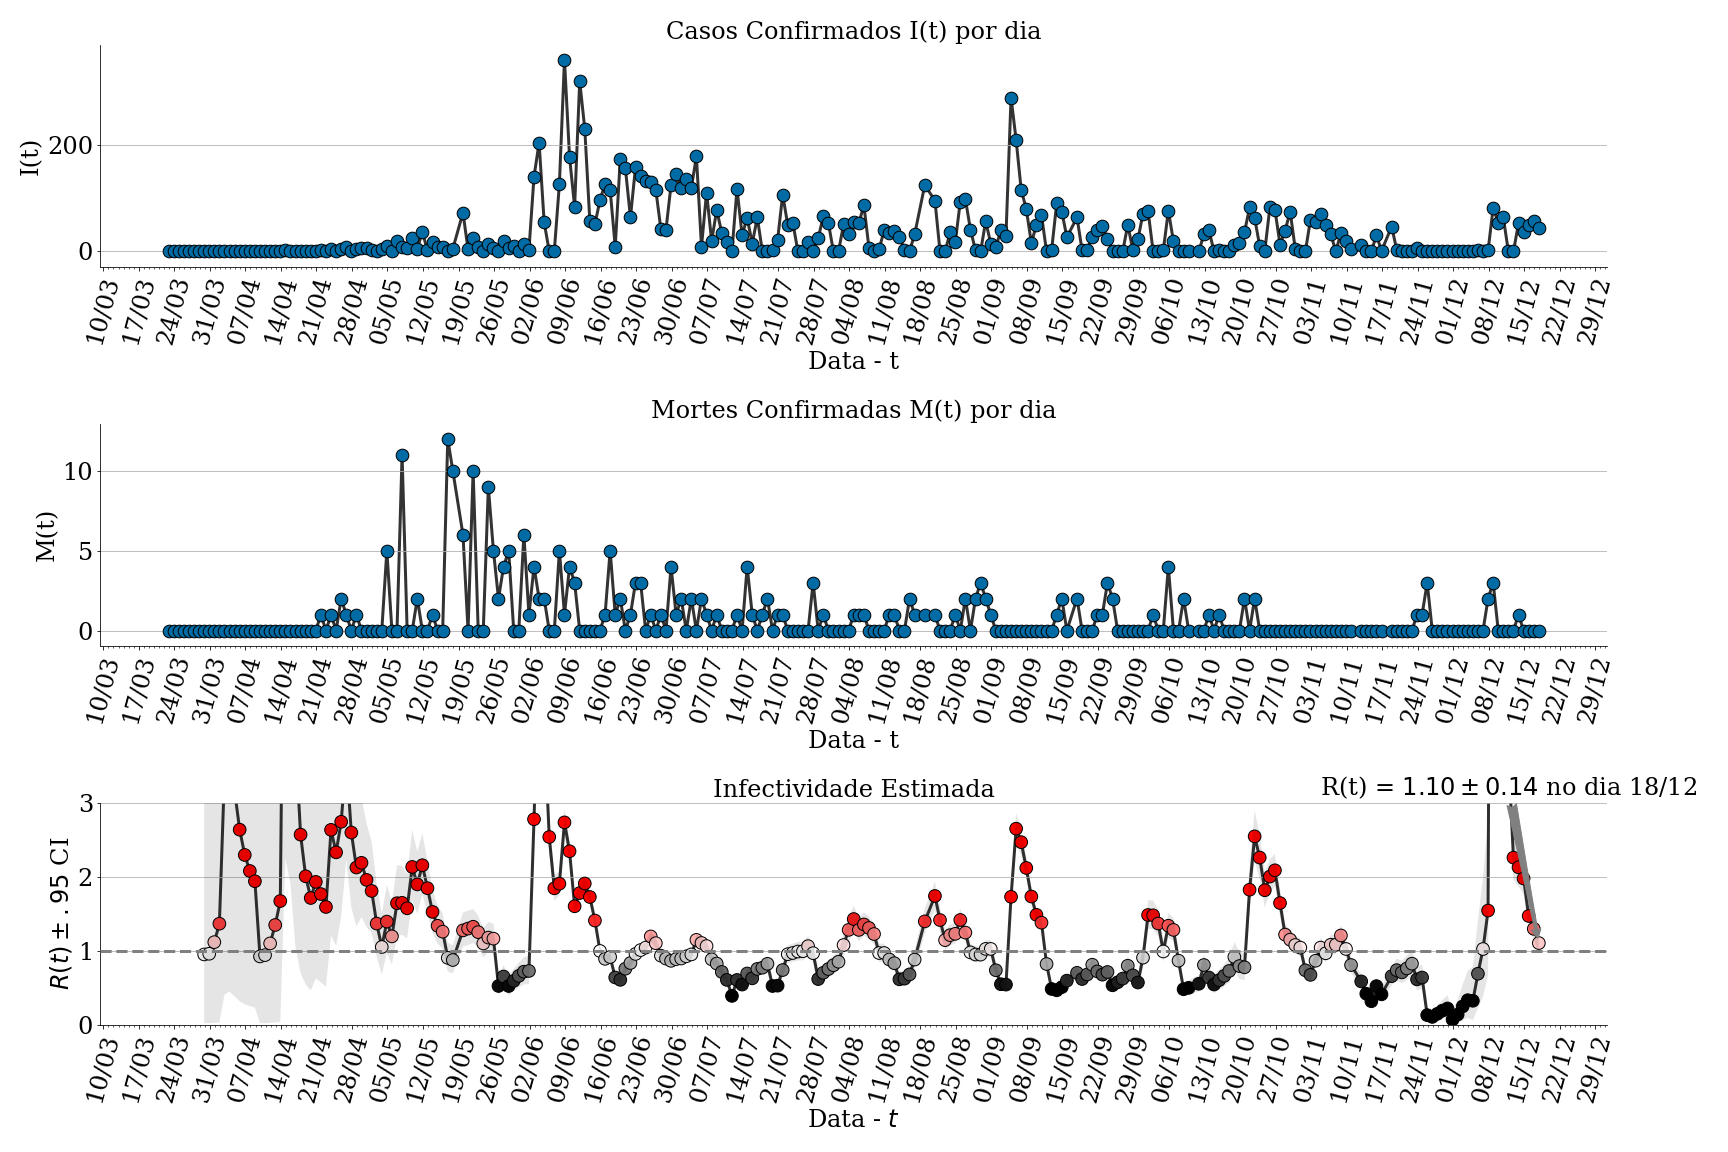 Casos Confirmados I(t) por dia
I(t)
200
0
10/03 17/03 24/03 31/03 07/04 14/04 21/04 28/04 05/05 12/05 19/05 26/05 02/06 09/06 16/06 23/06 30/06 07/07 14/07 21/07 28/07 04/08 11/08 18/08 25/08 01/09 08/09 15/09 22/09 29/09 06/10 13/10 20/10 27/10 03/11 10/11 17/11 24/11 01/12 08/12 15/12 22/12 29/12
Data - t
Mortes Confirmadas M(t) por dia
M(t)
10
5
0
10/03 17/03 24/03 31/03 07/04 14/04 21/04 28/04 05/05 12/05 19/05 26/05 02/06 09/06 16/06 23/06 30/06 07/07 14/07 21/07 28/07 04/08 11/08 18/08 25/08 01/09 08/09 15/09 22/09 29/09 06/10 13/10 20/10 27/10 03/11 10/11 17/11 24/11 01/12 08/12 15/12 22/12 29/12
Data - t
Infectividade Estimada
R(t) = 1.10 ± 0.14 no dia 18/12
R(t) ± .95 CI
3
2
1
0
10/03 17/03 24/03 31/03 07/04 14/04 21/04 28/04 05/05 12/05 19/05 26/05 02/06 09/06 16/06 23/06 30/06 07/07 14/07 21/07 28/07 04/08 11/08 18/08 25/08 01/09 08/09 15/09 22/09 29/09 06/10 13/10 20/10 27/10 03/11 10/11 17/11 24/11 01/12 08/12 15/12 22/12 29/12
Data - t